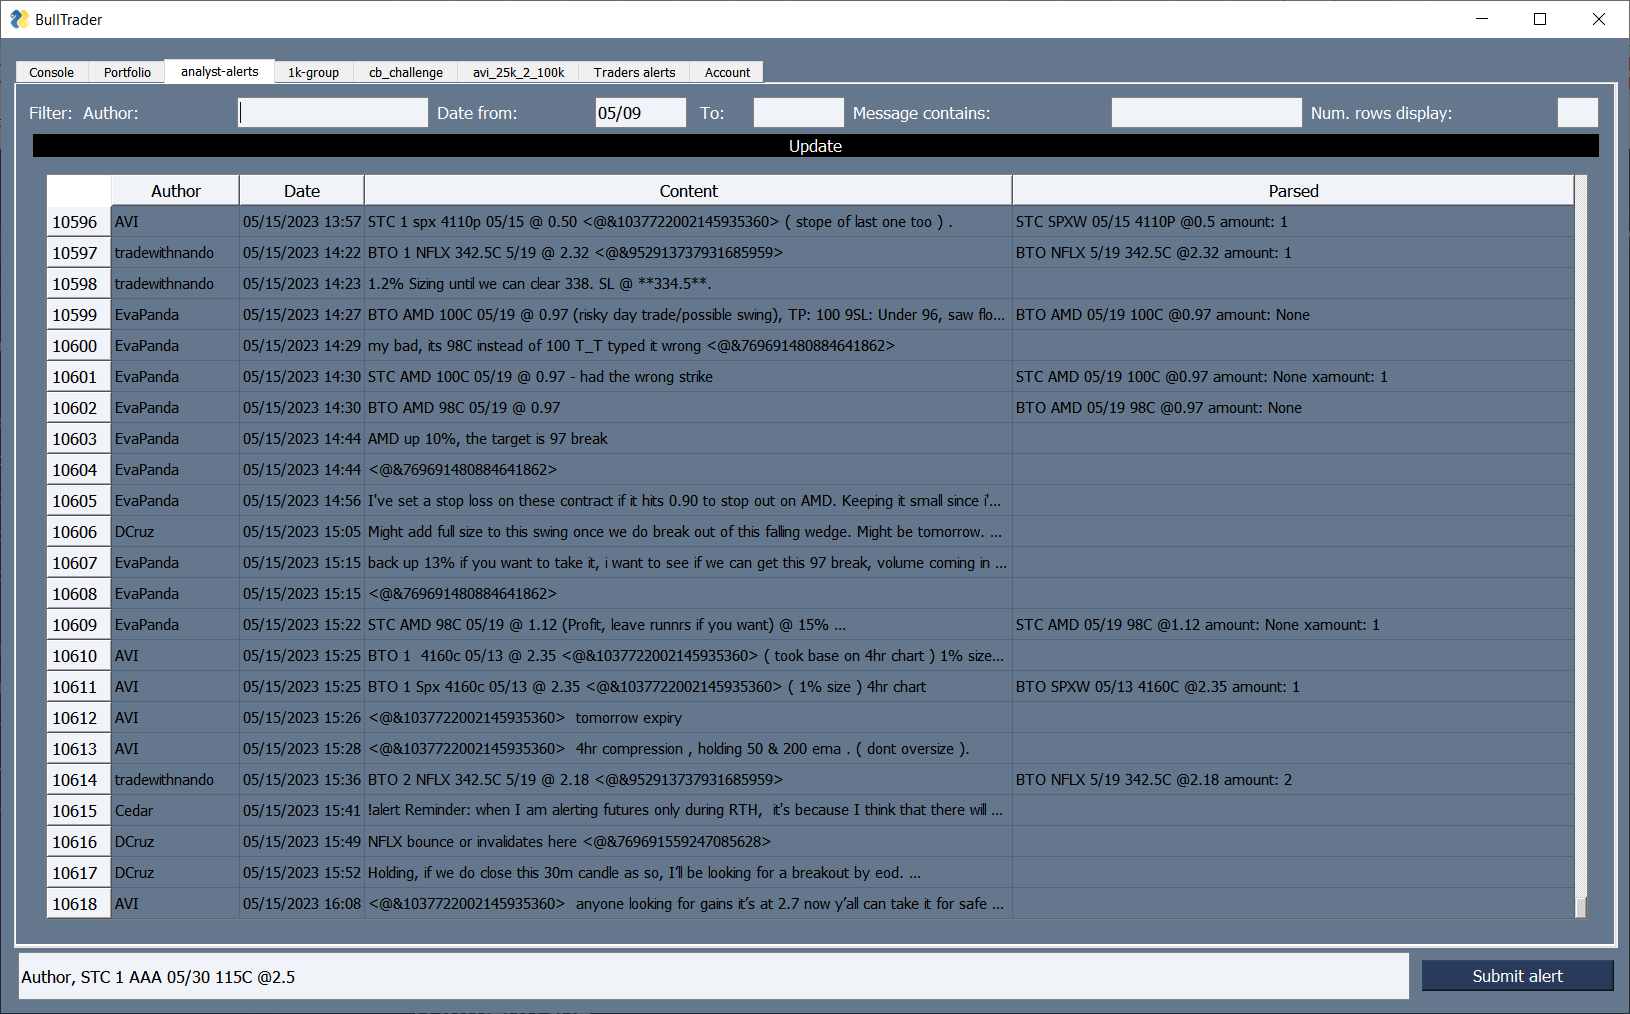 BullTrader
Console Portfolio analyst-alerts 1k-group cb_challenge avi_25k_2_100k Traders alerts Account
Filter: Author: Date from: 05/09 To: Message contains: Num. rows display:
Update
Author Date Content Parsed
10596 AVI 05/15/2023 13:57 STC 1 spx 4110p 05/15 @ 0.50 <@&1037722002145935360> ( stope of last one too ) . STC SPXW 05/15 4110P @0.5 amount: 1
10597 tradewithnando 05/15/2023 14:22 BTO 1 NFLX 342.5C 5/19 @ 2.32 <@&952913737931685959> BTO NFLX 5/19 342.5C @2.32 amount: 1
10598 tradewithnando 05/15/2023 14:23 1.2% Sizing until we can clear 338. SL @ **334.5**.
10599 EvaPanda 05/15/2023 14:27 BTO AMD 100C 05/19 @ 0.97 (risky day trade/possible swing), TP: 100 9SL: Under 96, saw flo... BTO AMD 05/19 100C @0.97 amount: None
10600 EvaPanda 05/15/2023 14:29 my bad, its 98C instead of 100 T_T typed it wrong <@&769691480884641862>
10601 EvaPanda 05/15/2023 14:30 STC AMD 100C 05/19 @ 0.97 - had the wrong strike STC AMD 05/19 100C @0.97 amount: None xamount: 1
10602 EvaPanda 05/15/2023 14:30 BTO AMD 98C 05/19 @ 0.97 BTO AMD 05/19 98C @0.97 amount: None
10603 EvaPanda 05/15/2023 14:44 AMD up 10%, the target is 97 break
10604 EvaPanda 05/15/2023 14:44 <@&769691480884641862>
10605 EvaPanda 05/15/2023 14:56 I've set a stop loss on these contract if it hits 0.90 to stop out on AMD. Keeping it small since i'...
10606 DCruz 05/15/2023 15:05 Might add full size to this swing once we do break out of this falling wedge. Might be tomorrow. ...
10607 EvaPanda 05/15/2023 15:15 back up 13% if you want to take it, i want to see if we can get this 97 break, volume coming in ...
10608 EvaPanda 05/15/2023 15:15 <@&769691480884641862>
10609 EvaPanda 05/15/2023 15:22 STC AMD 98C 05/19 @ 1.12 (Profit, leave runnrs if you want) @ 15% ... STC AMD 05/19 98C @1.12 amount: None xamount: 1
10610 AVI 05/15/2023 15:25 BTO 1  4160c 05/13 @ 2.35 <@&1037722002145935360> ( took base on 4hr chart ) 1% size...
10611 AVI 05/15/2023 15:25 BTO 1 Spx 4160c 05/13 @ 2.35 <@&1037722002145935360> ( 1% size ) 4hr chart BTO SPXW 05/13 4160C @2.35 amount: 1
10612 AVI 05/15/2023 15:26 <@&1037722002145935360>  tomorrow expiry
10613 AVI 05/15/2023 15:28 <@&1037722002145935360>  4hr compression , holding 50 & 200 ema . ( dont oversize ).
10614 tradewithnando 05/15/2023 15:36 BTO 2 NFLX 342.5C 5/19 @ 2.18 <@&952913737931685959> BTO NFLX 5/19 342.5C @2.18 amount: 2
10615 Cedar 05/15/2023 15:41 !alert Reminder: when I am alerting futures only during RTH,  it's because I think that there will ...
10616 DCruz 05/15/2023 15:49 NFLX bounce or invalidates here <@&769691559247085628>
10617 DCruz 05/15/2023 15:52 Holding, if we do close this 30m candle as so, I’ll be looking for a breakout by eod. ...
10618 AVI 05/15/2023 16:08 <@&1037722002145935360>  anyone looking for gains it’s at 2.7 now y’all can take it for safe ...
Author, STC 1 AAA 05/30 115C @2.5 Submit alert